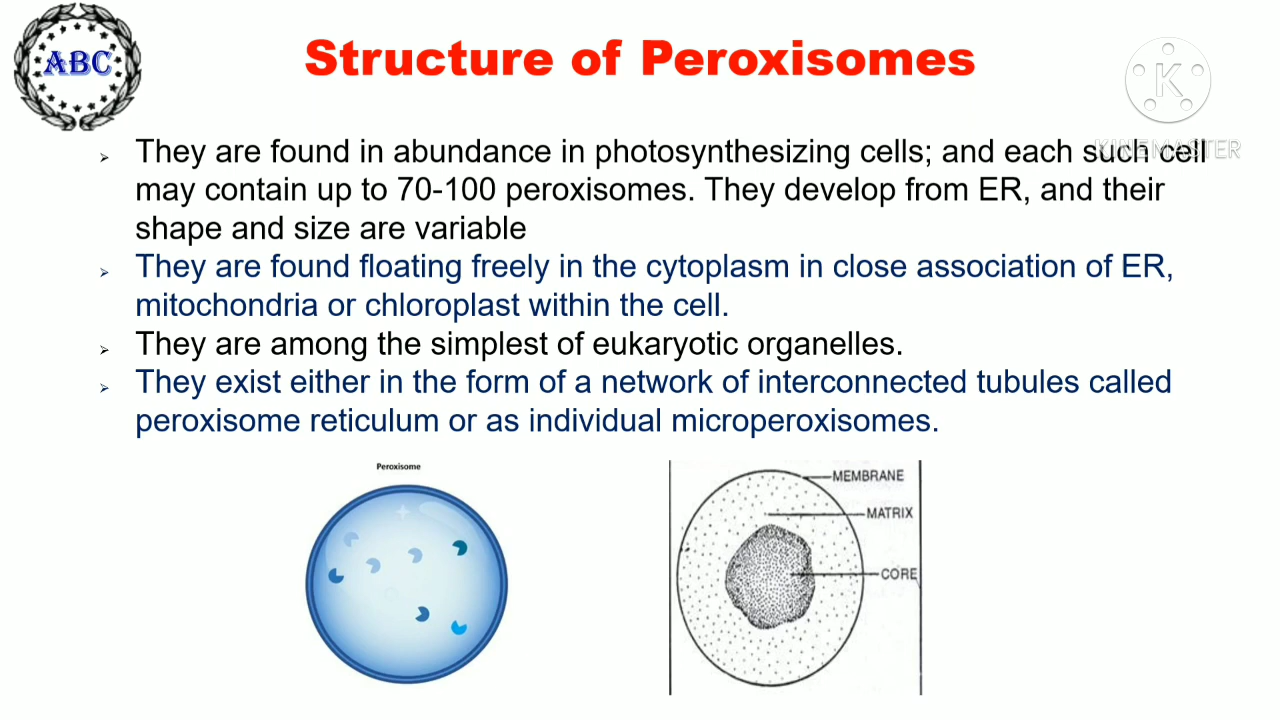 ABC
Structure of Peroxisomes
K
KINEMASTER
They are found in abundance in photosynthesizing cells; and each such cell
may contain up to 70-100 peroxisomes. They develop from ER, and their
shape and size are variable
They are found floating freely in the cytoplasm in close association of ER,
mitochondria or chloroplast within the cell.
They are among the simplest of eukaryotic organelles.
They exist either in the form of a network of interconnected tubules called
peroxisome reticulum or as individual microperoxisomes.
Peroxisome
MEMBRANE
MATRIX
CORE